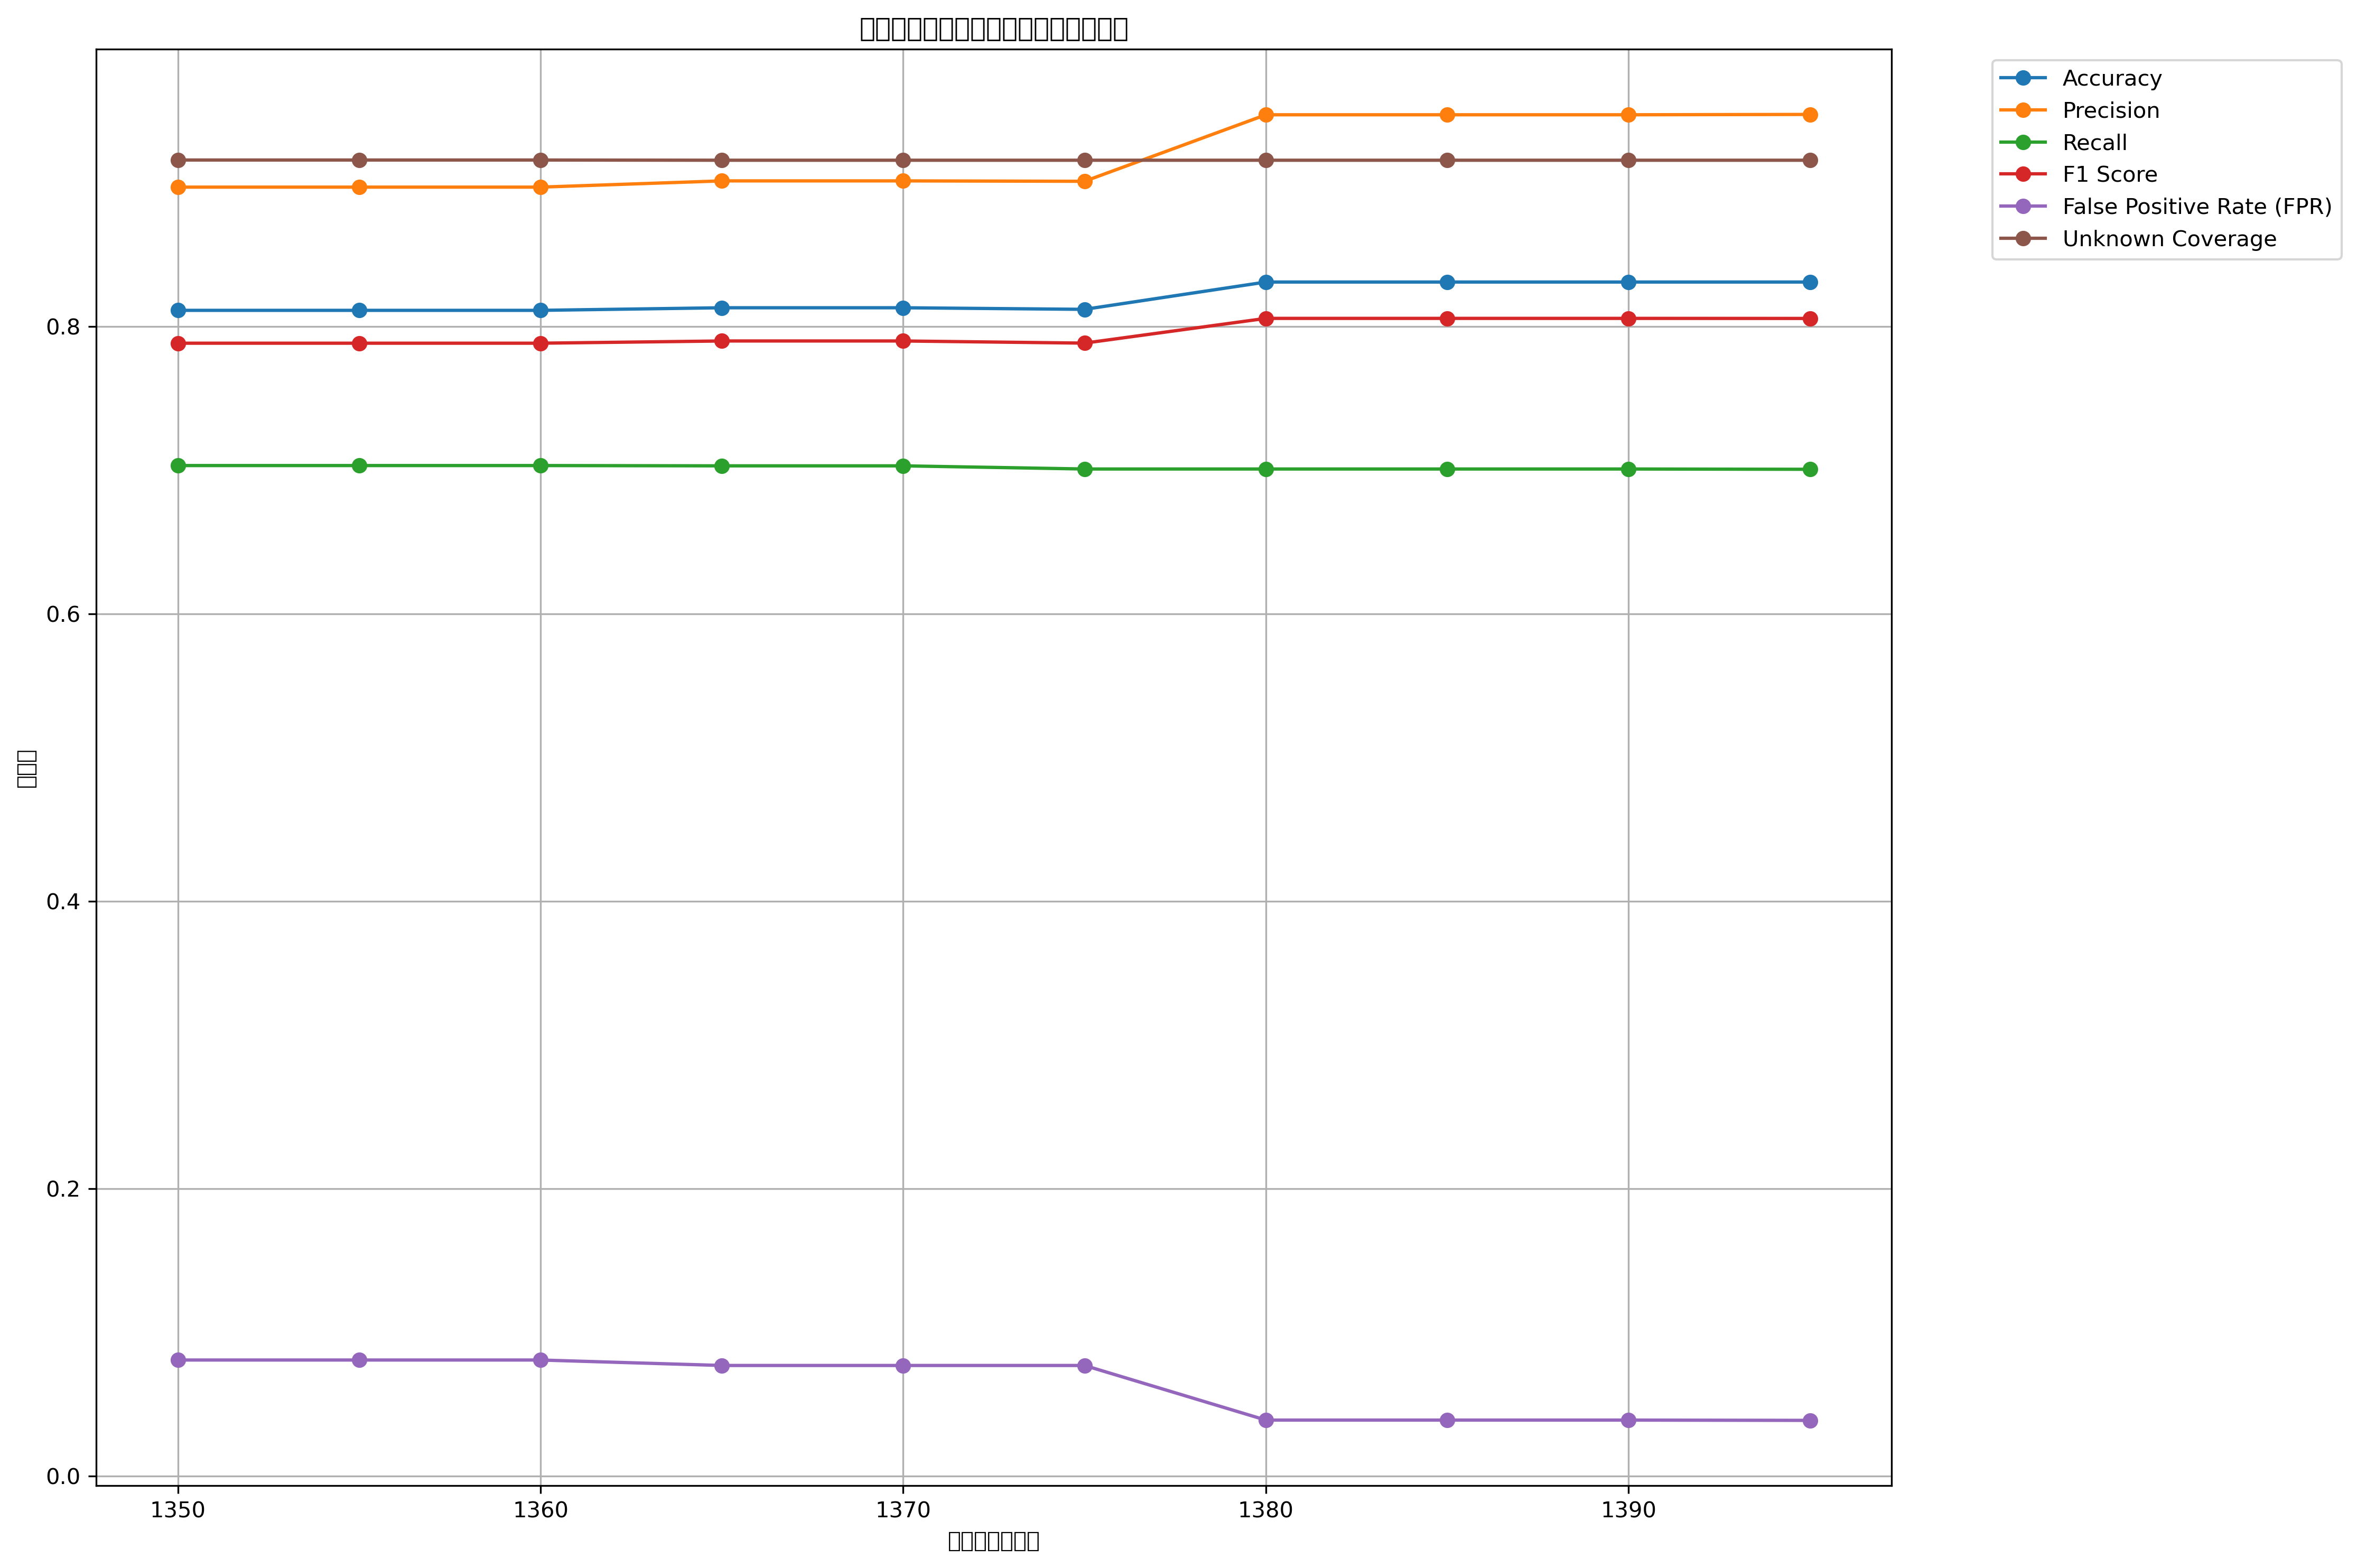 Accuracy
Precision
Recall
F1 Score
False Positive Rate (FPR)
Unknown Coverage
0.8
0.6
0.4
0.2
0.0
1350 1360 1370 1380 1390